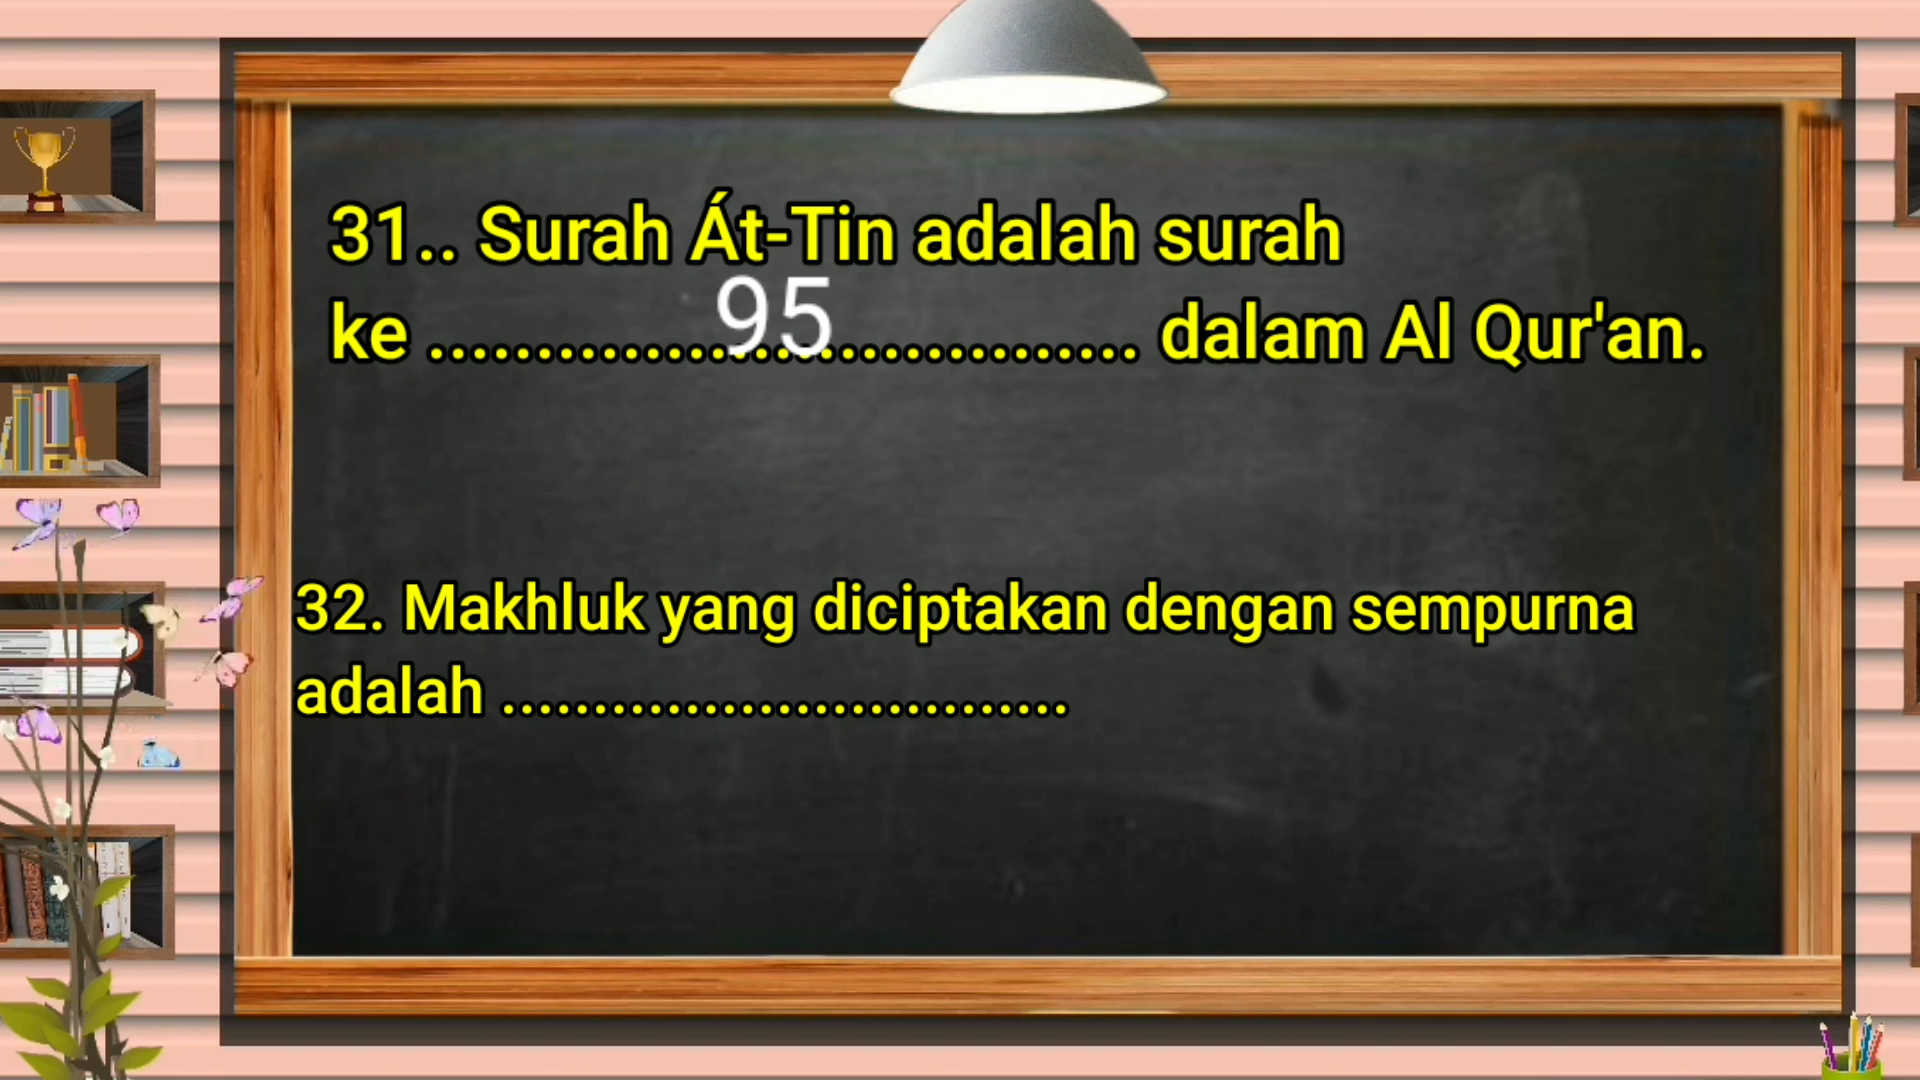 31.. Surah Át-Tin adalah surah
ke ................95................ dalam Al Qur'an.
32. Makhluk yang diciptakan dengan sempurna
adalah ...............................